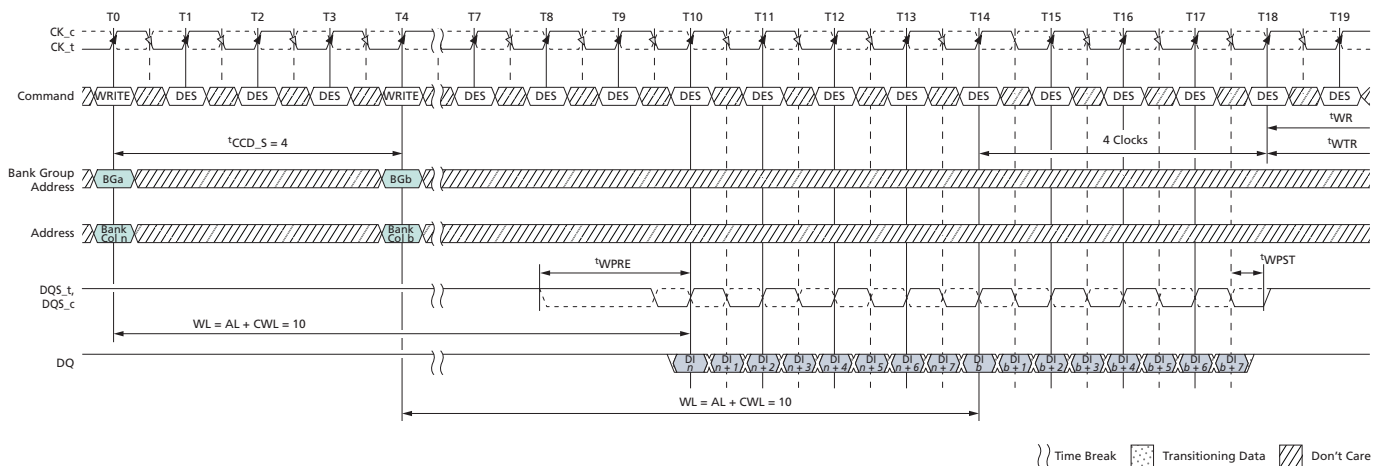 T0 T1 T2 T3 T4 T7 T8 T9 T10 T11 T12 T13 T14 T15 T16 T17 T18 T19
CK_c
CK_t
Command WRITE DES DES DES WRITE DES DES DES DES DES DES DES DES DES DES DES DES DES
tWR
tCCD_S = 4 4 Clocks tWTR
Bank Group
Address BGa BGb
Address Bank
Col n Bank
Col b
tWPRE tWPST
DQS_t,
DQS_c
WL = AL + CWL = 10
DQ DI
n DI
n + 1 DI
n + 2 DI
n + 3 DI
n + 4 DI
n + 5 DI
n + 6 DI
n + 7 DI
b DI
b + 1 DI
b + 2 DI
b + 3 DI
b + 4 DI
b + 5 DI
b + 6 DI
b + 7
WL = AL + CWL = 10
Time Break Transitioning Data Don't Care